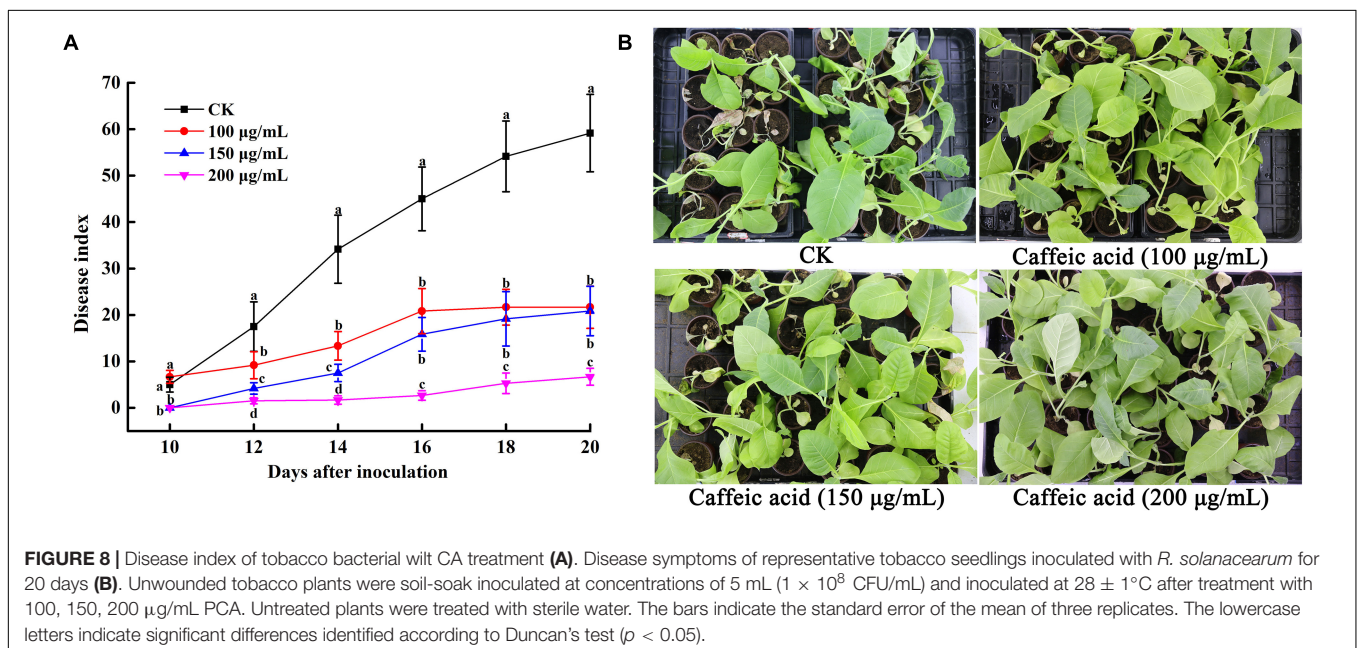 A
B
70
60
50
40
30
20
10
0
Disease index
CK
100 μg/mL
150 μg/mL
200 μg/mL
a a a a a a
a b b b b b
b c c b b b
b d d c c c
10 12 14 16 18 20
Days after inoculation
CK
Caffeic acid (100 μg/mL)
Caffeic acid (150 μg/mL)
Caffeic acid (200 μg/mL)
FIGURE 8 | Disease index of tobacco bacterial wilt CA treatment (A). Disease symptoms of representative tobacco seedlings inoculated with R. solanacearum for
20 days (B). Unwounded tobacco plants were soil-soak inoculated at concentrations of 5 mL (1 × 10⁸ CFU/mL) and inoculated at 28 ± 1°C after treatment with
100, 150, 200 μg/mL PCA. Untreated plants were treated with sterile water. The bars indicate the standard error of the mean of three replicates. The lowercase
letters indicate significant differences identified according to Duncan's test (p < 0.05).